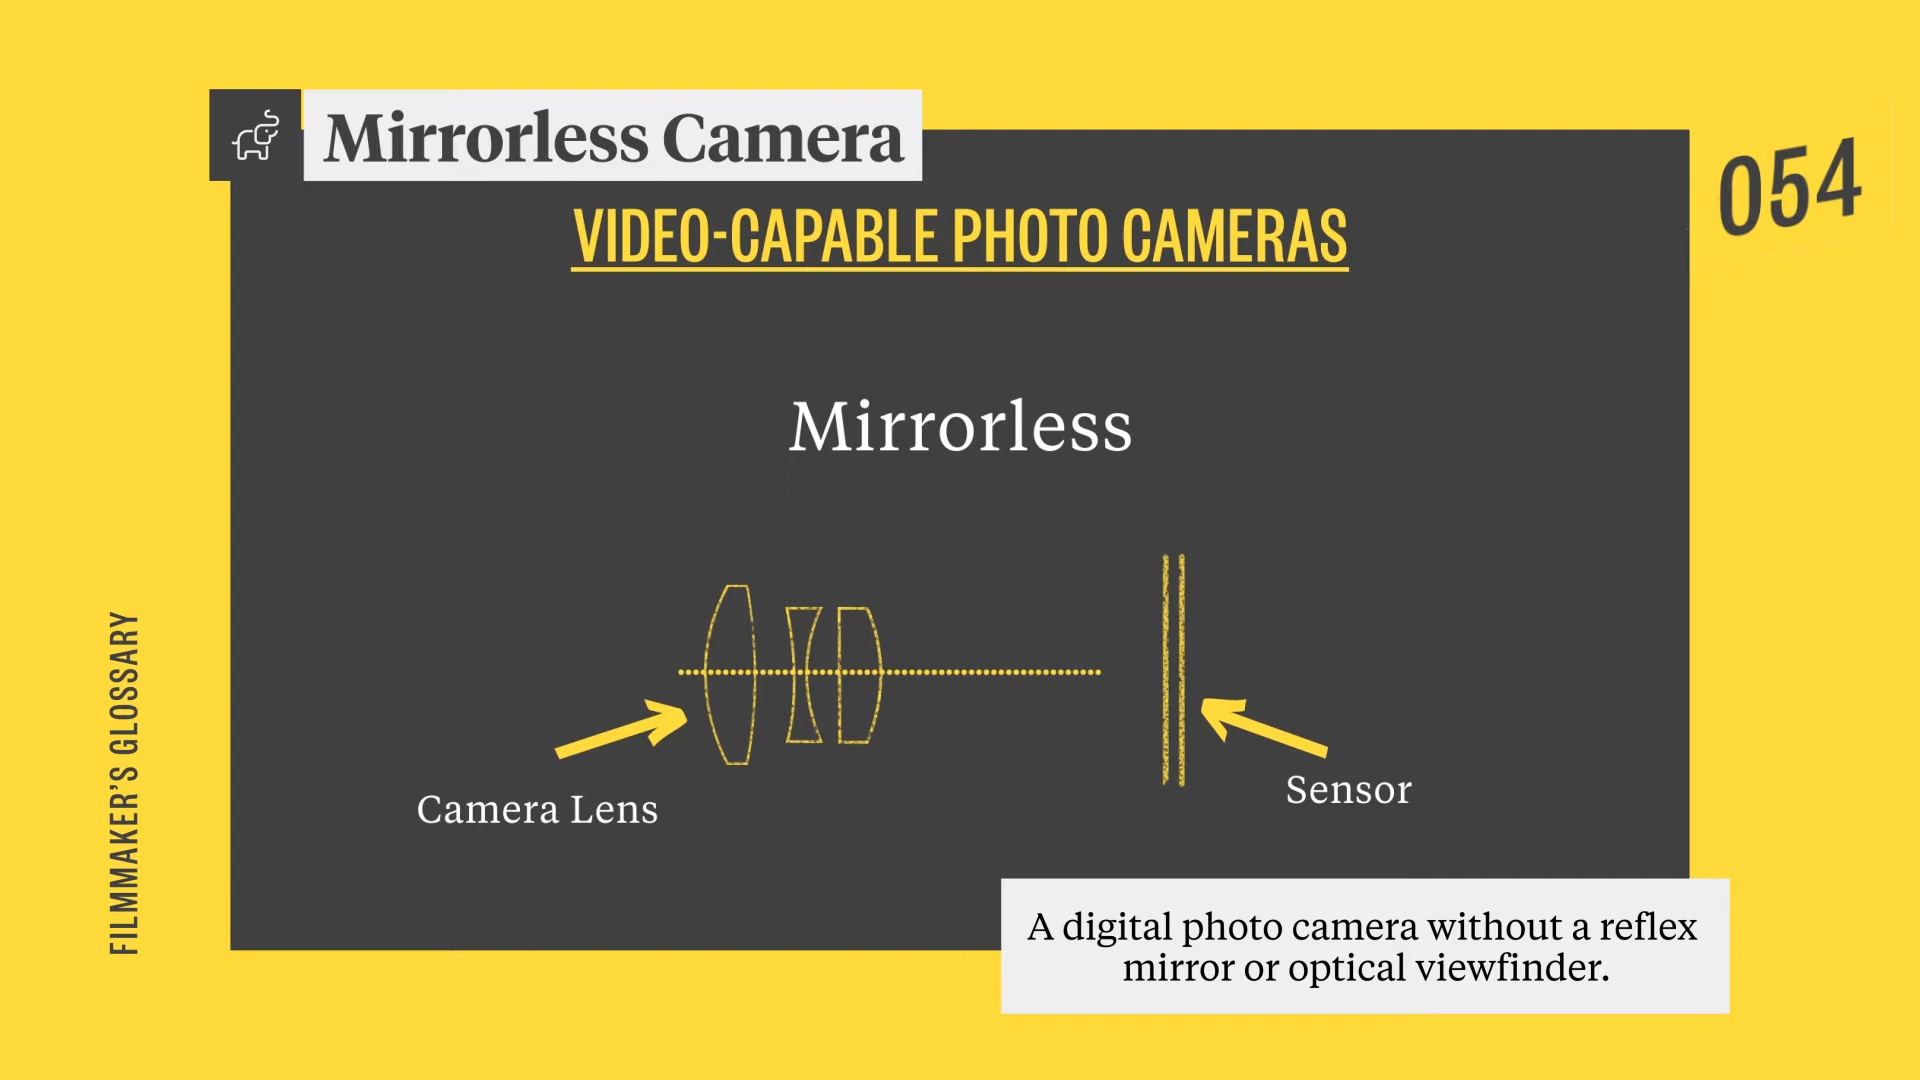 Mirrorless Camera
054
VIDEO-CAPABLE PHOTO CAMERAS
Mirrorless
Camera Lens
Sensor
FILMMAKER'S GLOSSARY
A digital photo camera without a reflex
mirror or optical viewfinder.